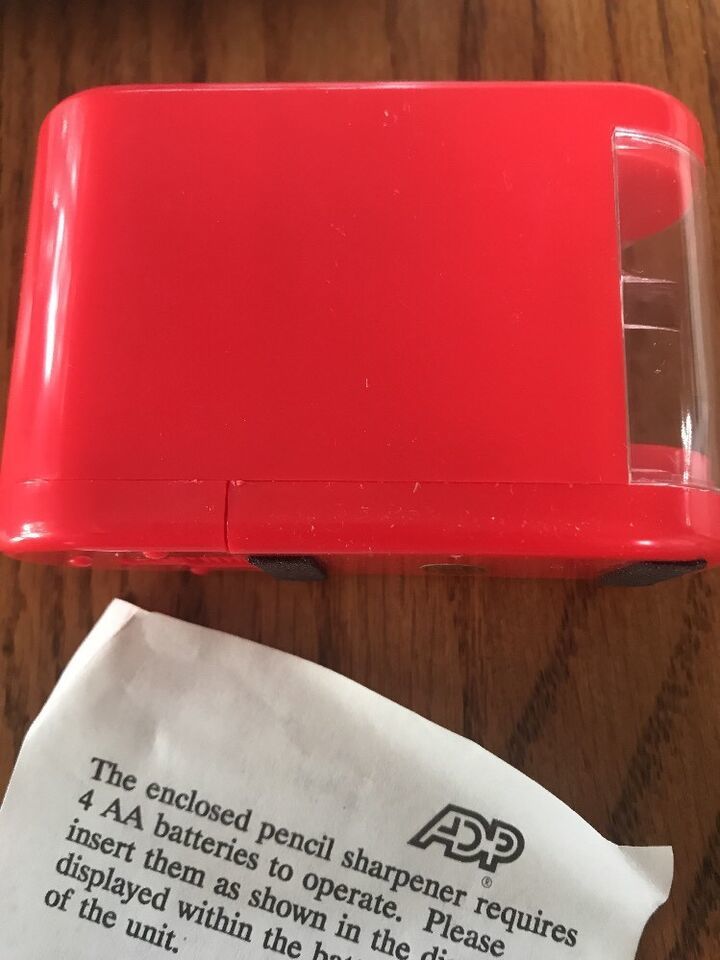 ADP
®
The enclosed pencil sharpener requires
4 AA batteries to operate. Please
insert them as shown in the
displayed within the
of the unit.